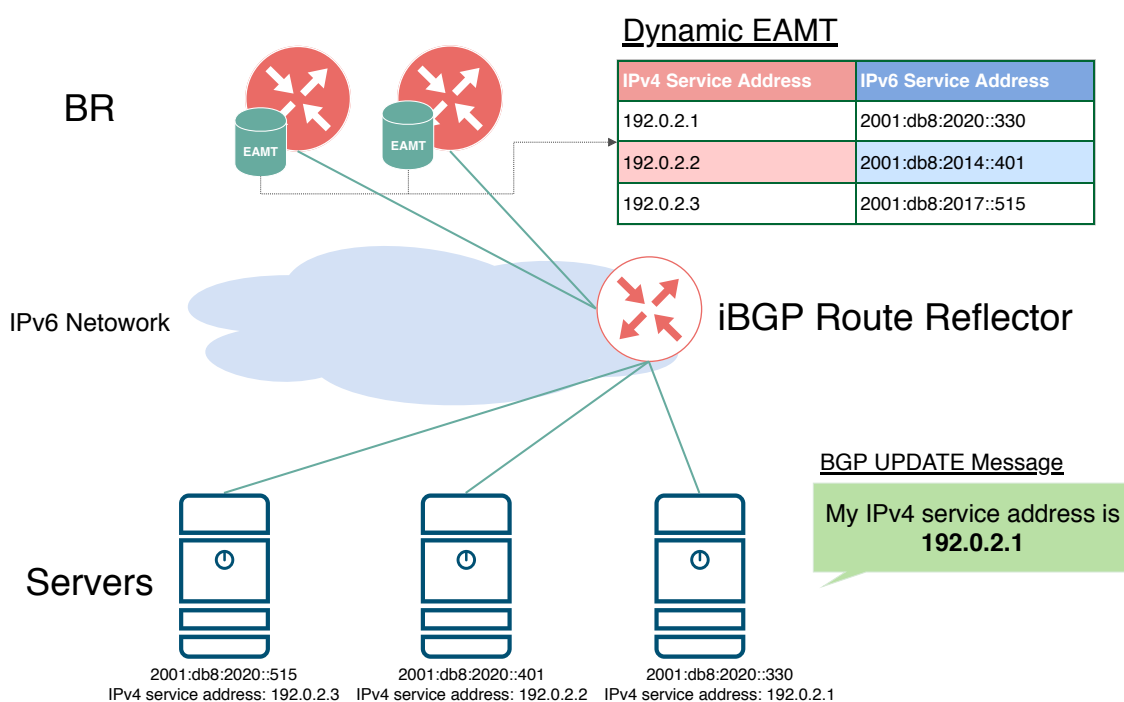 Dynamic EAMT
BR
EAMT
EAMT
IPv4 Service Address IPv6 Service Address
192.0.2.1 2001:db8:2020::330
192.0.2.2 2001:db8:2014::401
192.0.2.3 2001:db8:2017::515
IPv6 Netowork
iBGP Route Reflector
BGP UPDATE Message
My IPv4 service address is
192.0.2.1
Servers
2001:db8:2020::515
IPv4 service address: 192.0.2.3
2001:db8:2020::401
IPv4 service address: 192.0.2.2
2001:db8:2020::330
IPv4 service address: 192.0.2.1